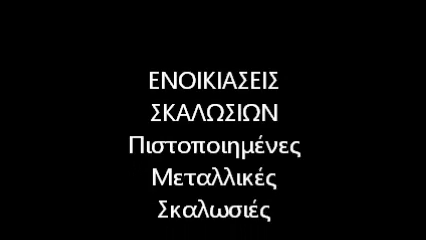 ΕΝΟΙΚΙΑΣΕΙΣ
ΣΚΑΛΩΣΙΩΝ
Πιστοποιημένες
Μεταλλικές
Σκαλωσιές